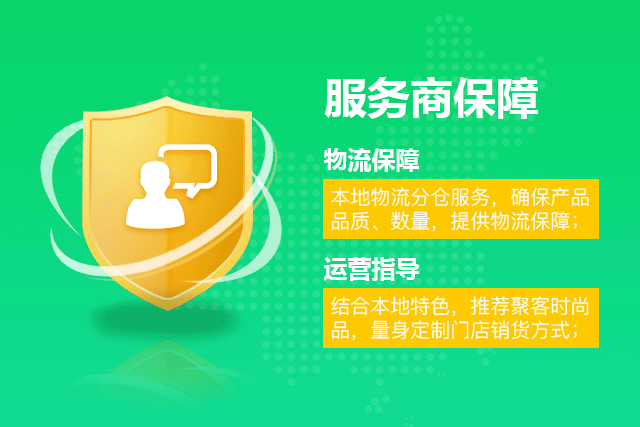 服务商保障
物流保障
本地物流分仓服务，确保产品
品质、数量，提供物流保障；
运营指导
结合本地特色，推荐聚客时尚
品，量身定制门店销货方式；